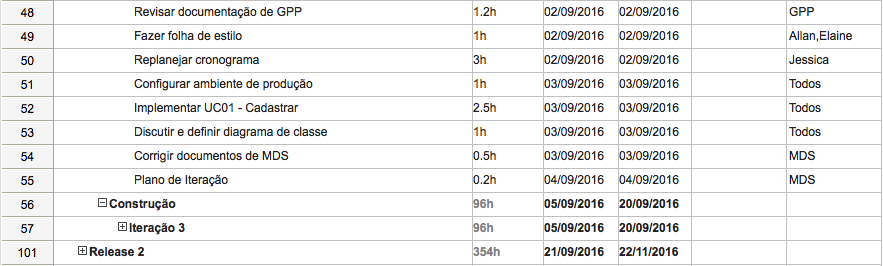 48 Revisar documentação de GPP 1.2h 02/09/2016 02/09/2016 GPP
49 Fazer folha de estilo 1h 02/09/2016 02/09/2016 Allan,Elaine
50 Replanejar cronograma 3h 02/09/2016 02/09/2016 Jessica
51 Configurar ambiente de produção 1h 03/09/2016 03/09/2016 Todos
52 Implementar UC01 - Cadastrar 2.5h 03/09/2016 03/09/2016 Todos
53 Discutir e definir diagrama de classe 1h 03/09/2016 03/09/2016 Todos
54 Corrigir documentos de MDS 0.5h 03/09/2016 03/09/2016 MDS
55 Plano de Iteração 0.2h 04/09/2016 04/09/2016 MDS
56 Construção 96h 05/09/2016 20/09/2016
57 Iteração 3 96h 05/09/2016 20/09/2016
101 Release 2 354h 21/09/2016 22/11/2016